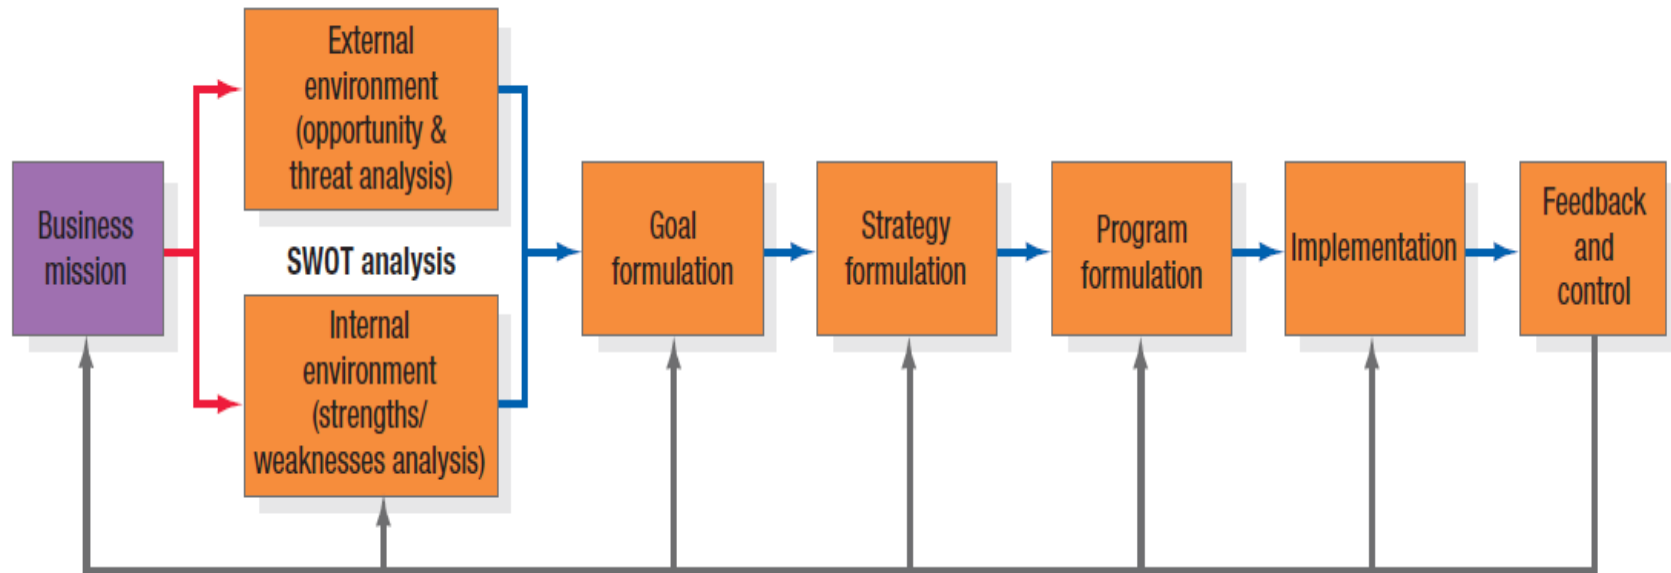 Business
mission
External
environment
(opportunity &
threat analysis)
SWOT analysis
Internal
environment
(strengths/
weaknesses analysis)
Goal
formulation
Strategy
formulation
Program
formulation
Implementation
Feedback
and
control